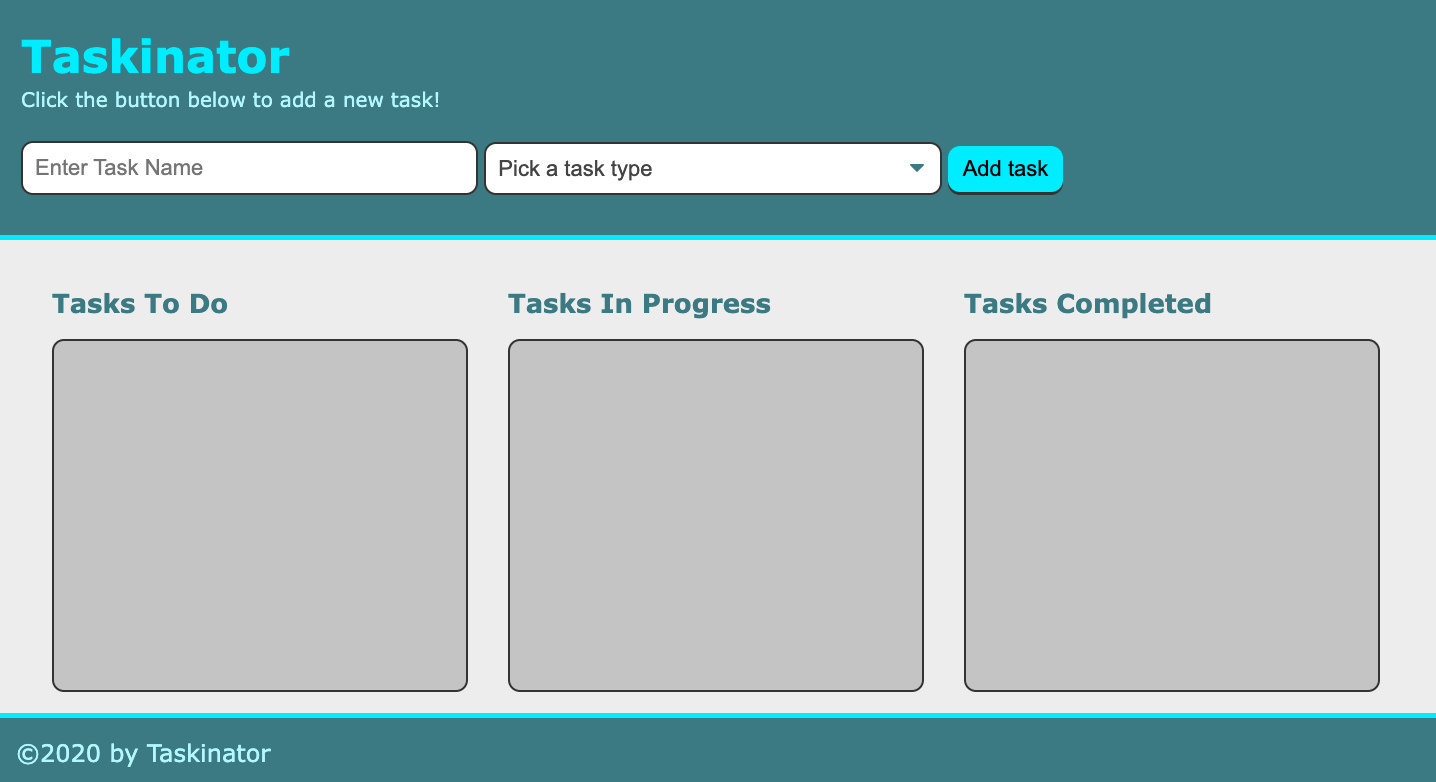 Taskinator
Click the button below to add a new task!
Enter Task Name
Pick a task type
Add task
Tasks To Do
Tasks In Progress
Tasks Completed
©2020 by Taskinator